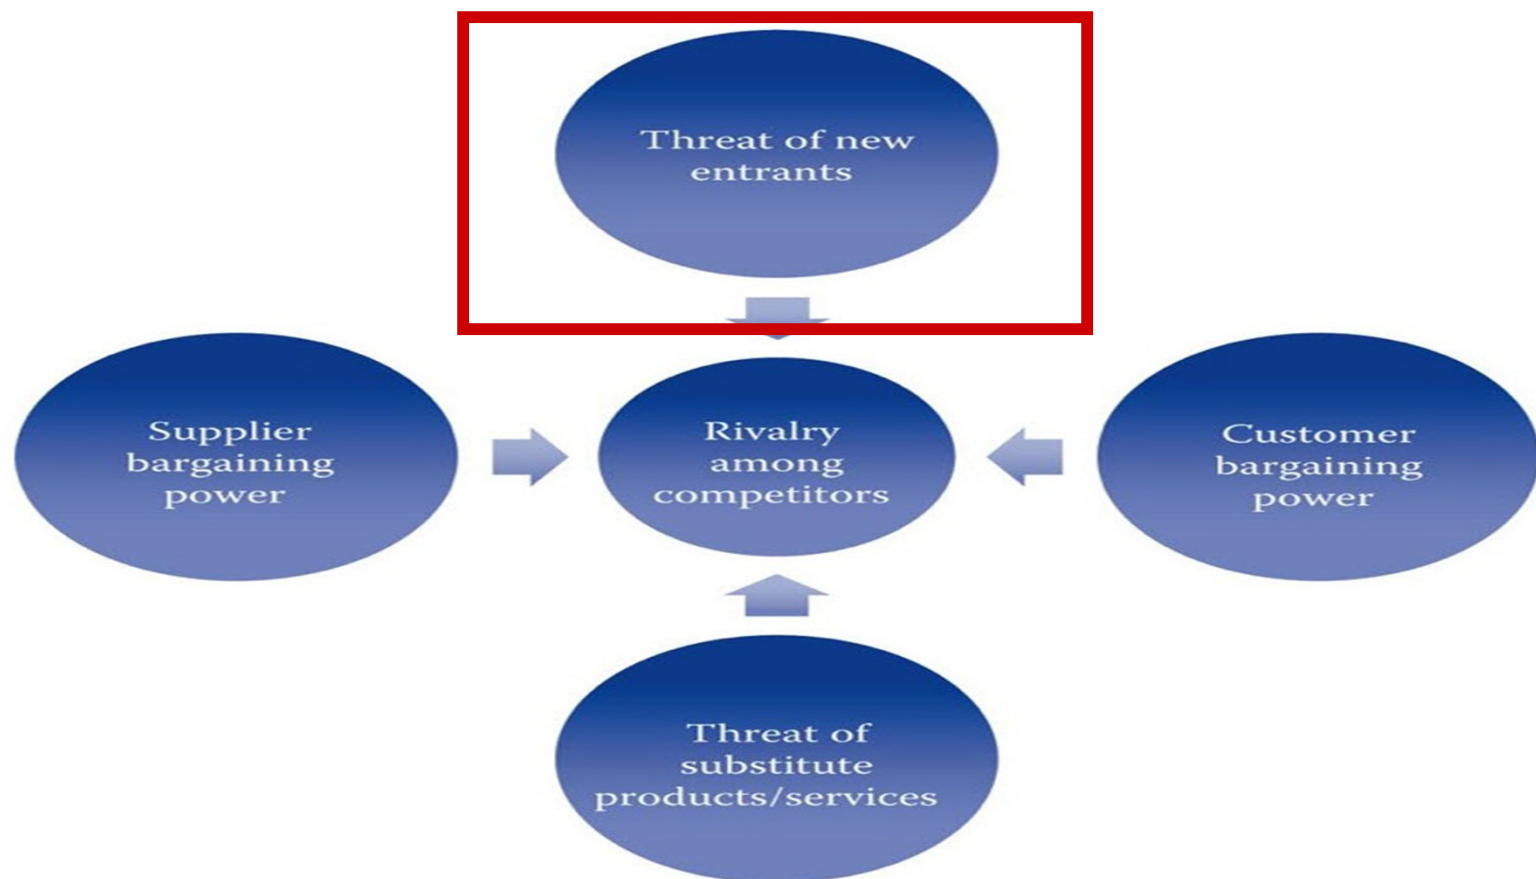 Threat of new
entrants
Supplier
bargaining
power
Rivalry
among
competitors
Customer
bargaining
power
Threat of
substitute
products/services